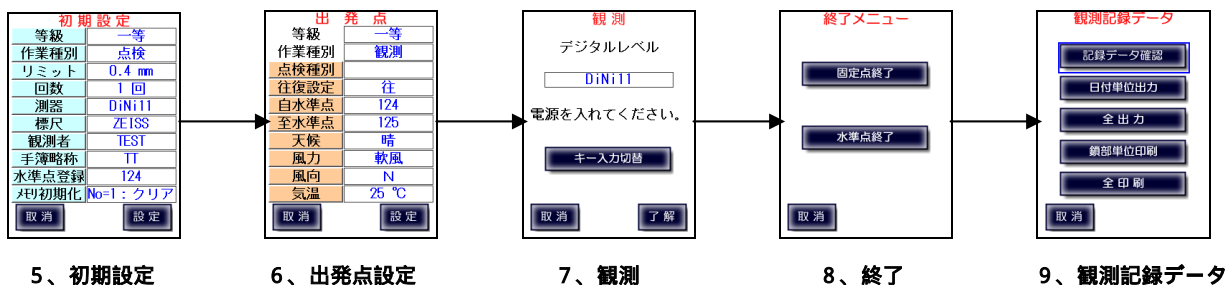 初期設定
等級 一等
作業種別 点検
リミット 0.4 mm
回数 1 回
測器 DiNi11
標尺 ZEISS
観測者 TEST
手簿略称 TT
水準点登録 124
メモリ初期化 No=1：クリア
取消 設定
5、初期設定
出発点
等級 一等
作業種別 観測
点検種別
往復設定 往
自水準点 124
至水準点 125
天候 晴
風力 軟風
風向 N
気温 25 ℃
取消 設定
6、出発点設定
観測
デジタルレベル
DiNi11
電源を入れてください。
キー入力切替
取消 了解
7、観測
終了メニュー
固定点終了
水準点終了
取消
8、終了
観測記録データ
記録データ確認
日付単位出力
全出力
鎖部単位印刷
全印刷
取消
9、観測記録データ